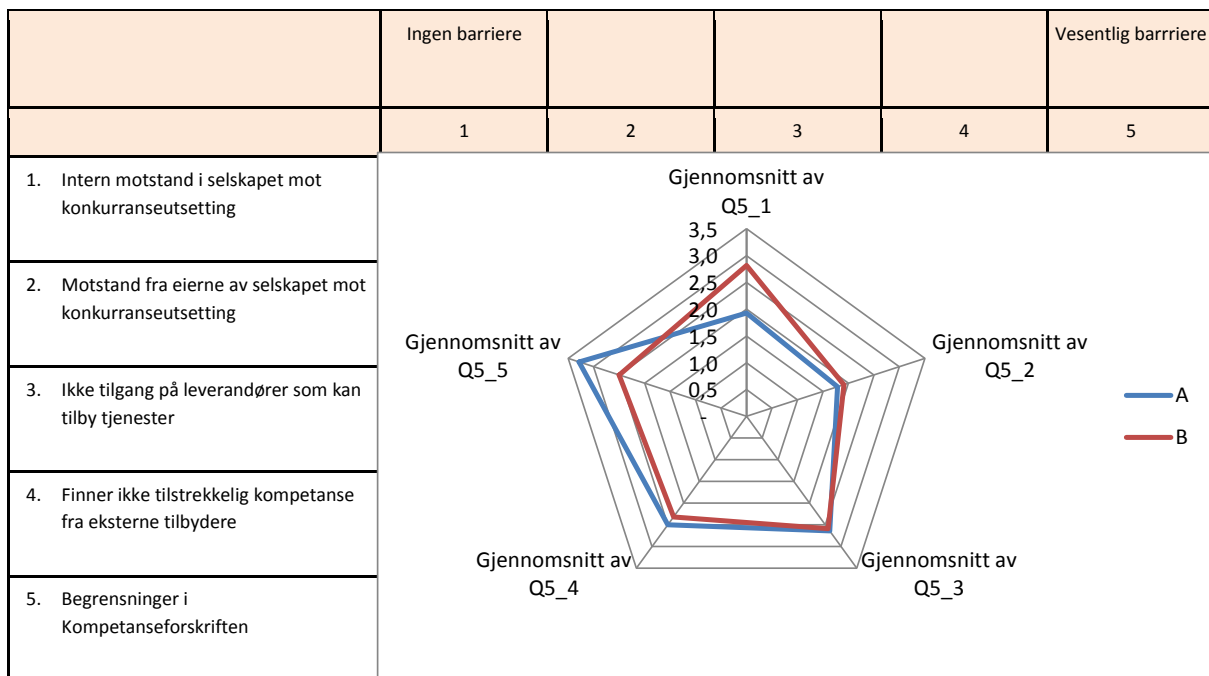 Ingen barriere
Vesentlig barrriere
1 2 3 4 5
1. Intern motstand i selskapet mot
konkurranseutsetting
2. Motstand fra eierne av selskapet mot
konkurranseutsetting
3. Ikke tilgang på leverandører som kan
tilby tjenester
4. Finner ikke tilstrekkelig kompetanse
fra eksterne tilbydere
5. Begrensninger i
Kompetanseforskriften
Gjennomsnitt av
Q5_1
3,5
3,0
2,5
2,0
1,5
1,0
0,5
-
Gjennomsnitt av
Q5_2
Gjennomsnitt av
Q5_3
Gjennomsnitt av
Q5_4
Gjennomsnitt av
Q5_5
A
B